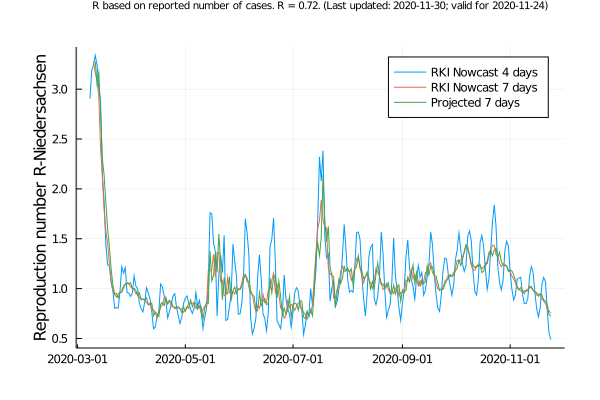 R based on reported number of cases. R = 0.72. (Last updated: 2020-11-30; valid for 2020-11-24)
Reproduction number R-Niedersachsen
3.0
2.5
2.0
1.5
1.0
0.5
RKI Nowcast 4 days
RKI Nowcast 7 days
Projected 7 days
2020-03-01
2020-05-01
2020-07-01
2020-09-01
2020-11-01